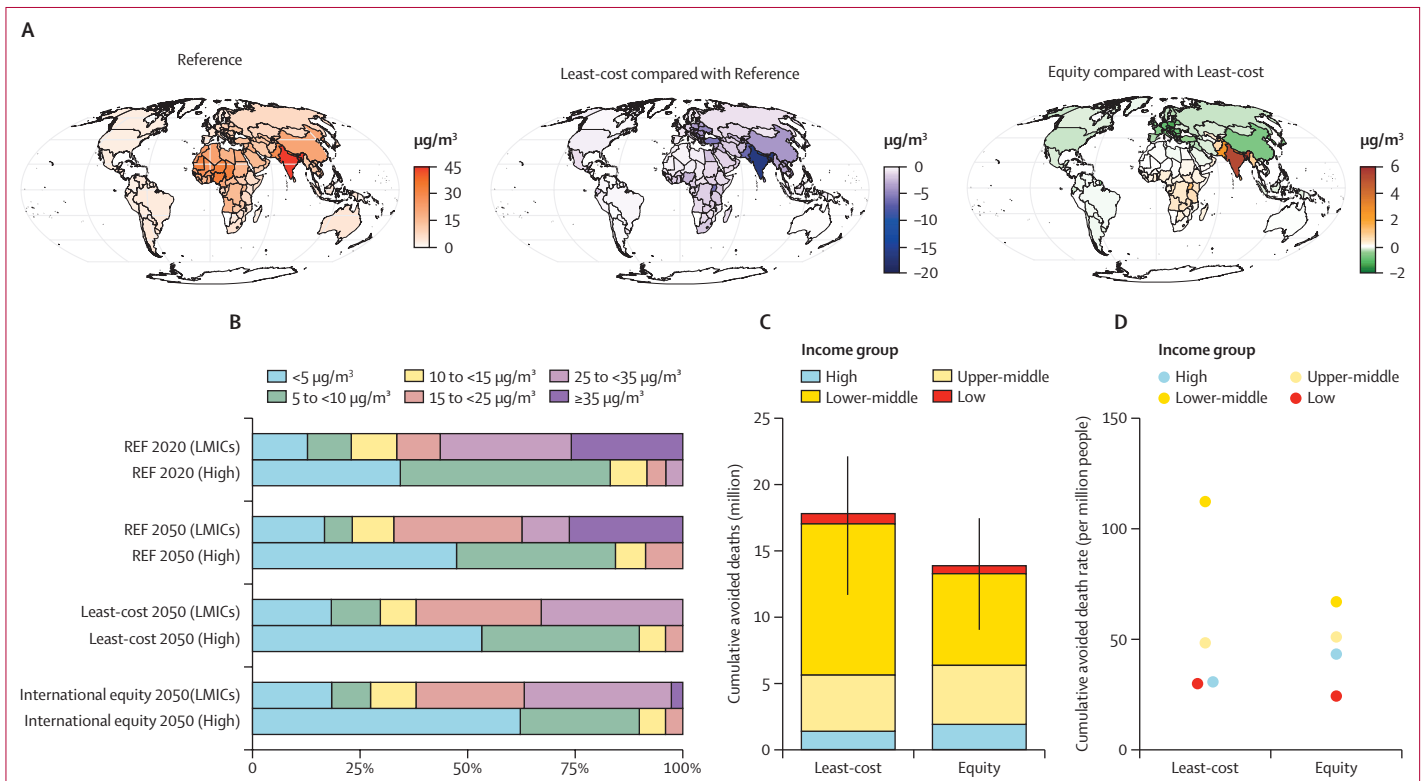 A
Reference
µg/m³
45
30
15
0
Least-cost compared with Reference
µg/m³
0
−5
−10
−15
−20
Equity compared with Least-cost
µg/m³
6
5
4
3
2
1
0
−2
B
<5 µg/m³
10 to <15 µg/m³
25 to <35 µg/m³
5 to <10 µg/m³
15 to <25 µg/m³
≥35 µg/m³
REF 2020 (LMICs)
REF 2020 (High)
REF 2050 (LMICs)
REF 2050 (High)
Least-cost 2050 (LMICs)
Least-cost 2050 (High)
International equity 2050(LMICs)
International equity 2050 (High)
0
25%
50%
75%
100%
C
Income group
High
Upper-middle
Lower-middle
Low
Cumulative avoided deaths (million)
25
20
15
10
5
0
Least-cost
Equity
D
Income group
High
Upper-middle
Lower-middle
Low
Cumulative avoided death rate (per million people)
150
100
50
0
Least-cost
Equity